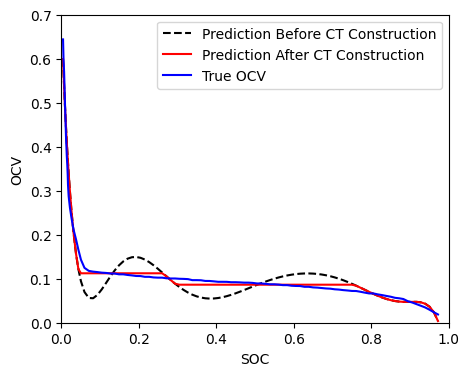 Prediction Before CT Construction
Prediction After CT Construction
True OCV
OCV
0.7
0.6
0.5
0.4
0.3
0.2
0.1
0.0
0.0 0.2 0.4 0.6 0.8 1.0
SOC